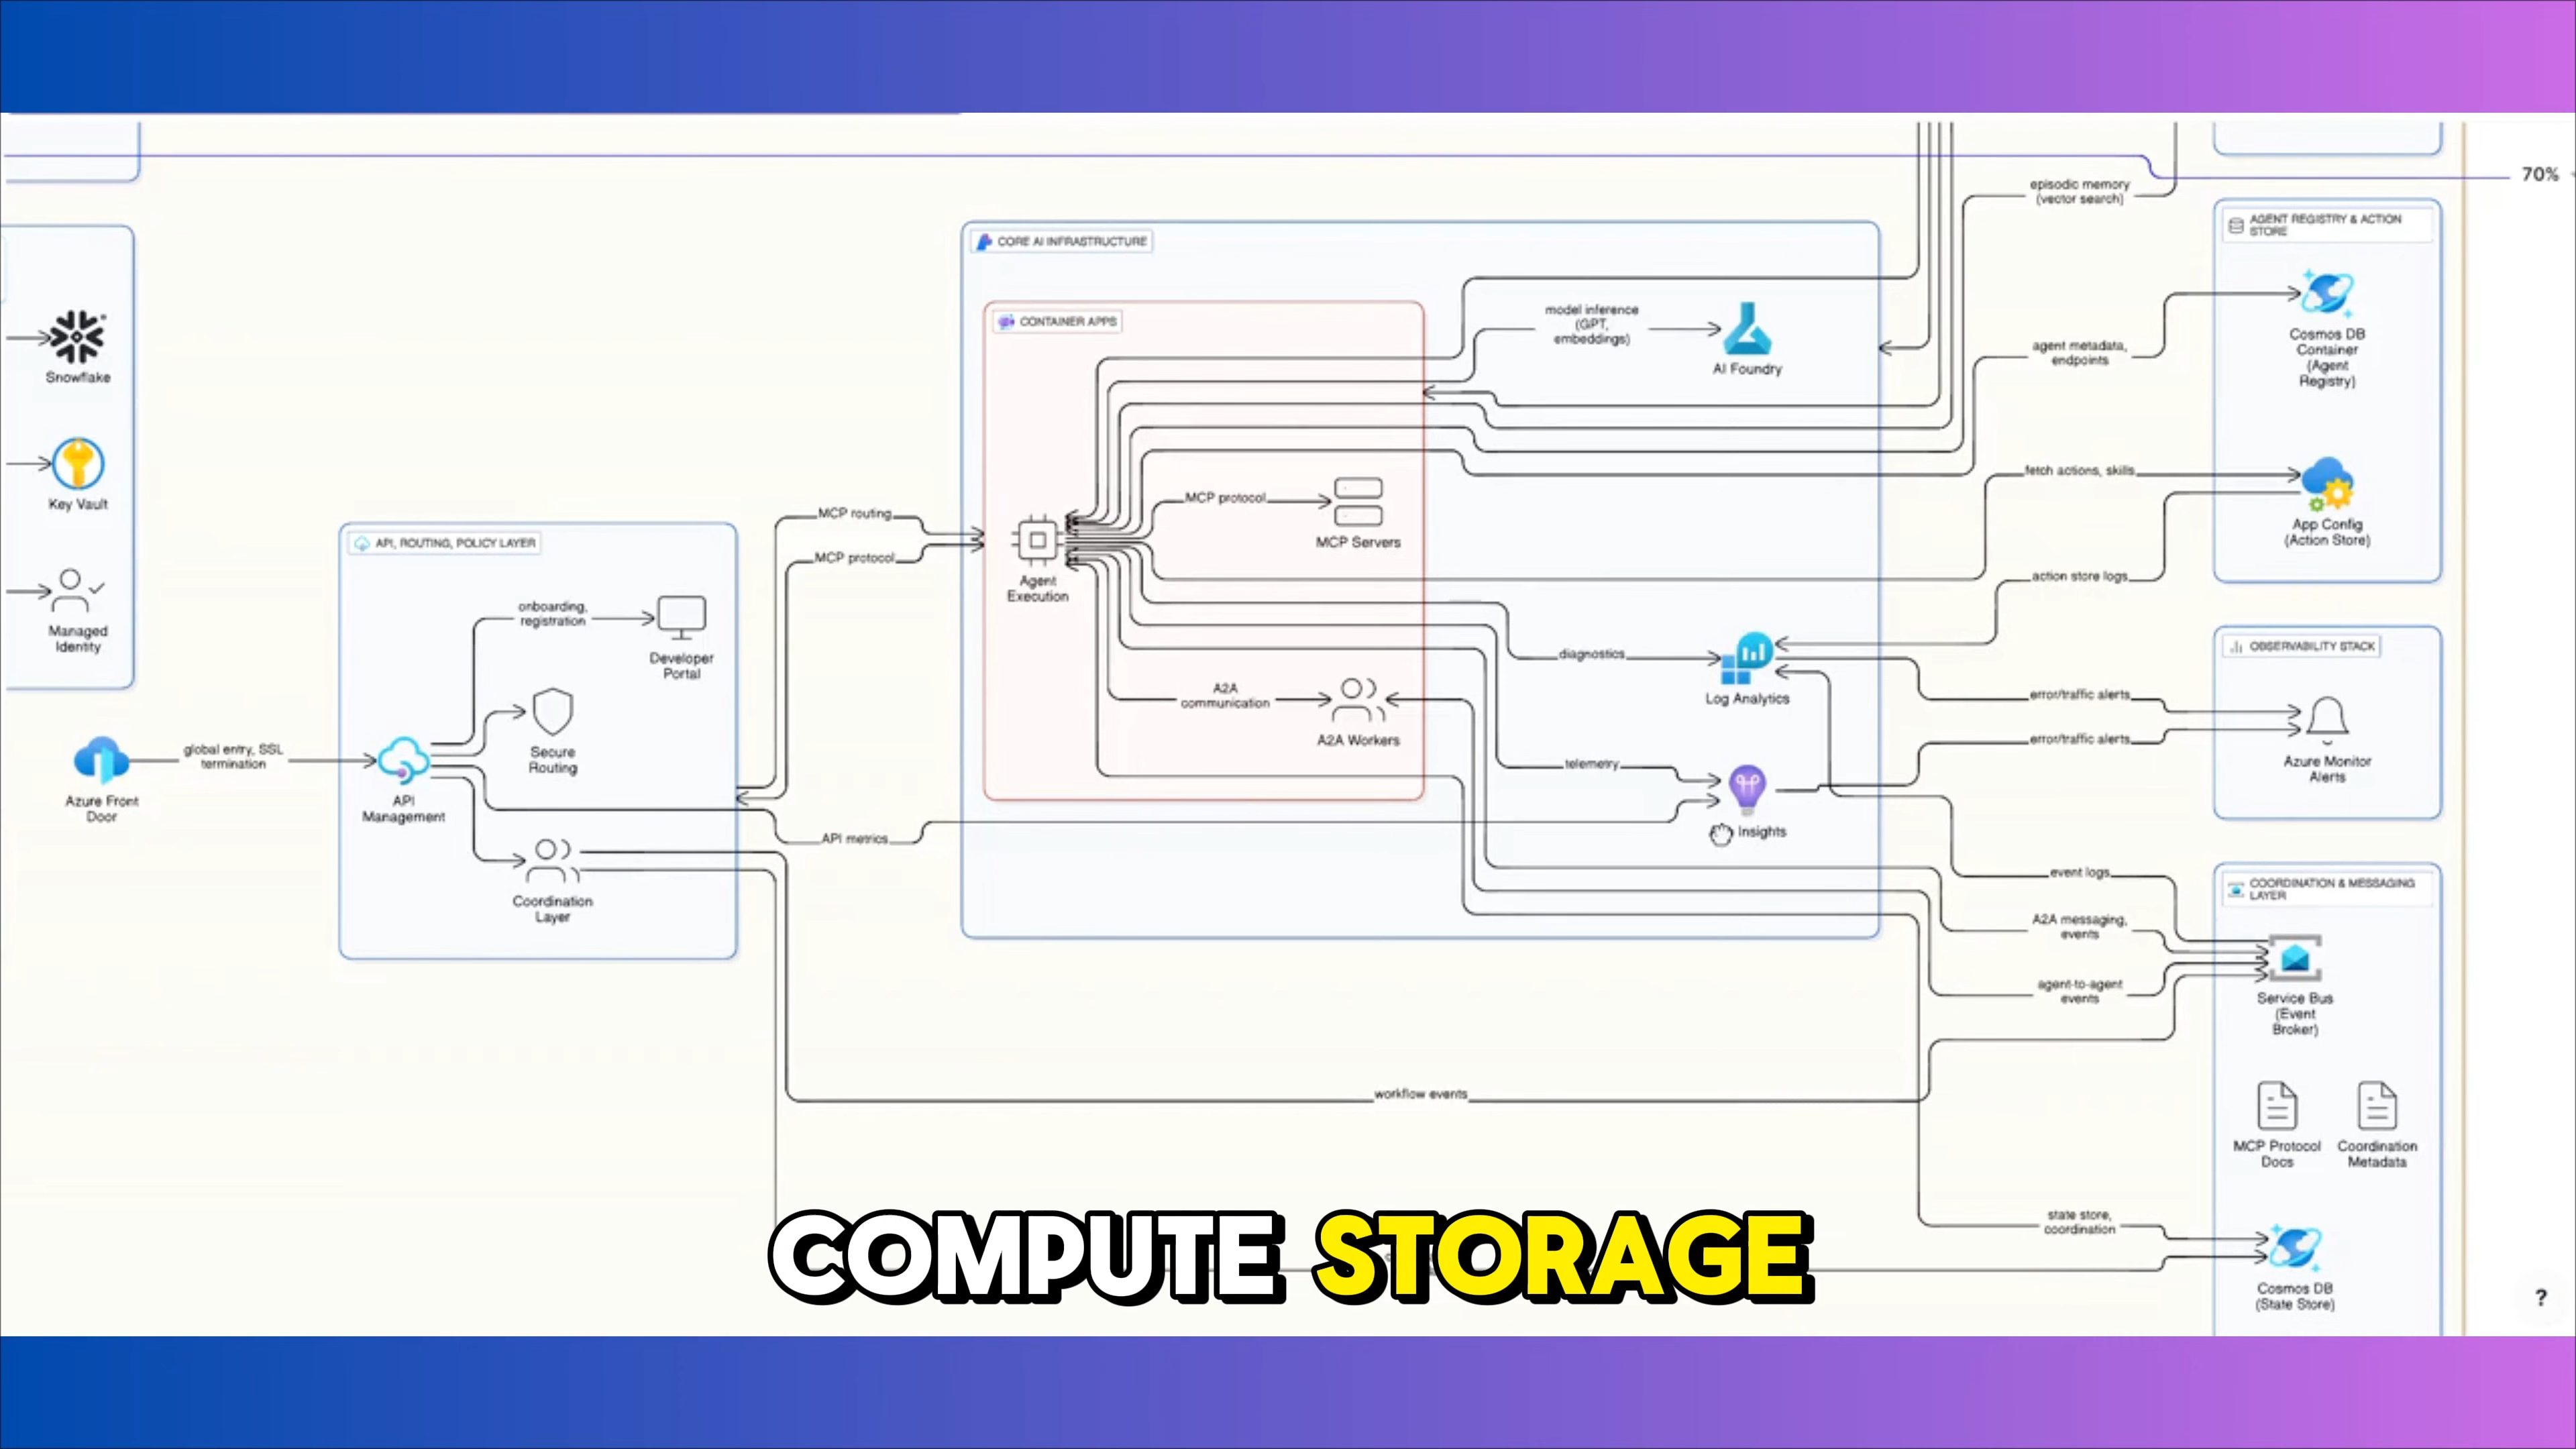 70%
episodic memory
(vector search)
AGENT REGISTRY & ACTION
STORE
CORE AI INFRASTRUCTURE
Cosmos DB
Container
(Agent
Registry)
CONTAINER APPS
model inference
(GPT,
embeddings)
AI Foundry
agent metadata,
endpoints
Snowflake
Key Vault
Managed
Identity
fetch actions, skills
App Config
(Action Store)
action store logs
MCP routing
MCP protocol
MCP protocol
MCP Servers
Agent
Execution
API, ROUTING, POLICY LAYER
onboarding,
registration
Developer
Portal
Secure
Routing
global entry, SSL
termination
Azure Front
Door
API
Management
Coordination
Layer
API metrics
A2A
communication
A2A Workers
diagnostics
Log Analytics
telemetry
Insights
OBSERVABILITY STACK
error/traffic alerts
error/traffic alerts
Azure Monitor
Alerts
event logs
COORDINATION & MESSAGING
LAYER
A2A messaging,
events
agent-to-agent
events
Service Bus
(Event
Broker)
workflow events
MCP Protocol
Docs
Coordination
Metadata
state store,
coordination
Cosmos DB
(State Store)
?
COMPUTE STORAGE